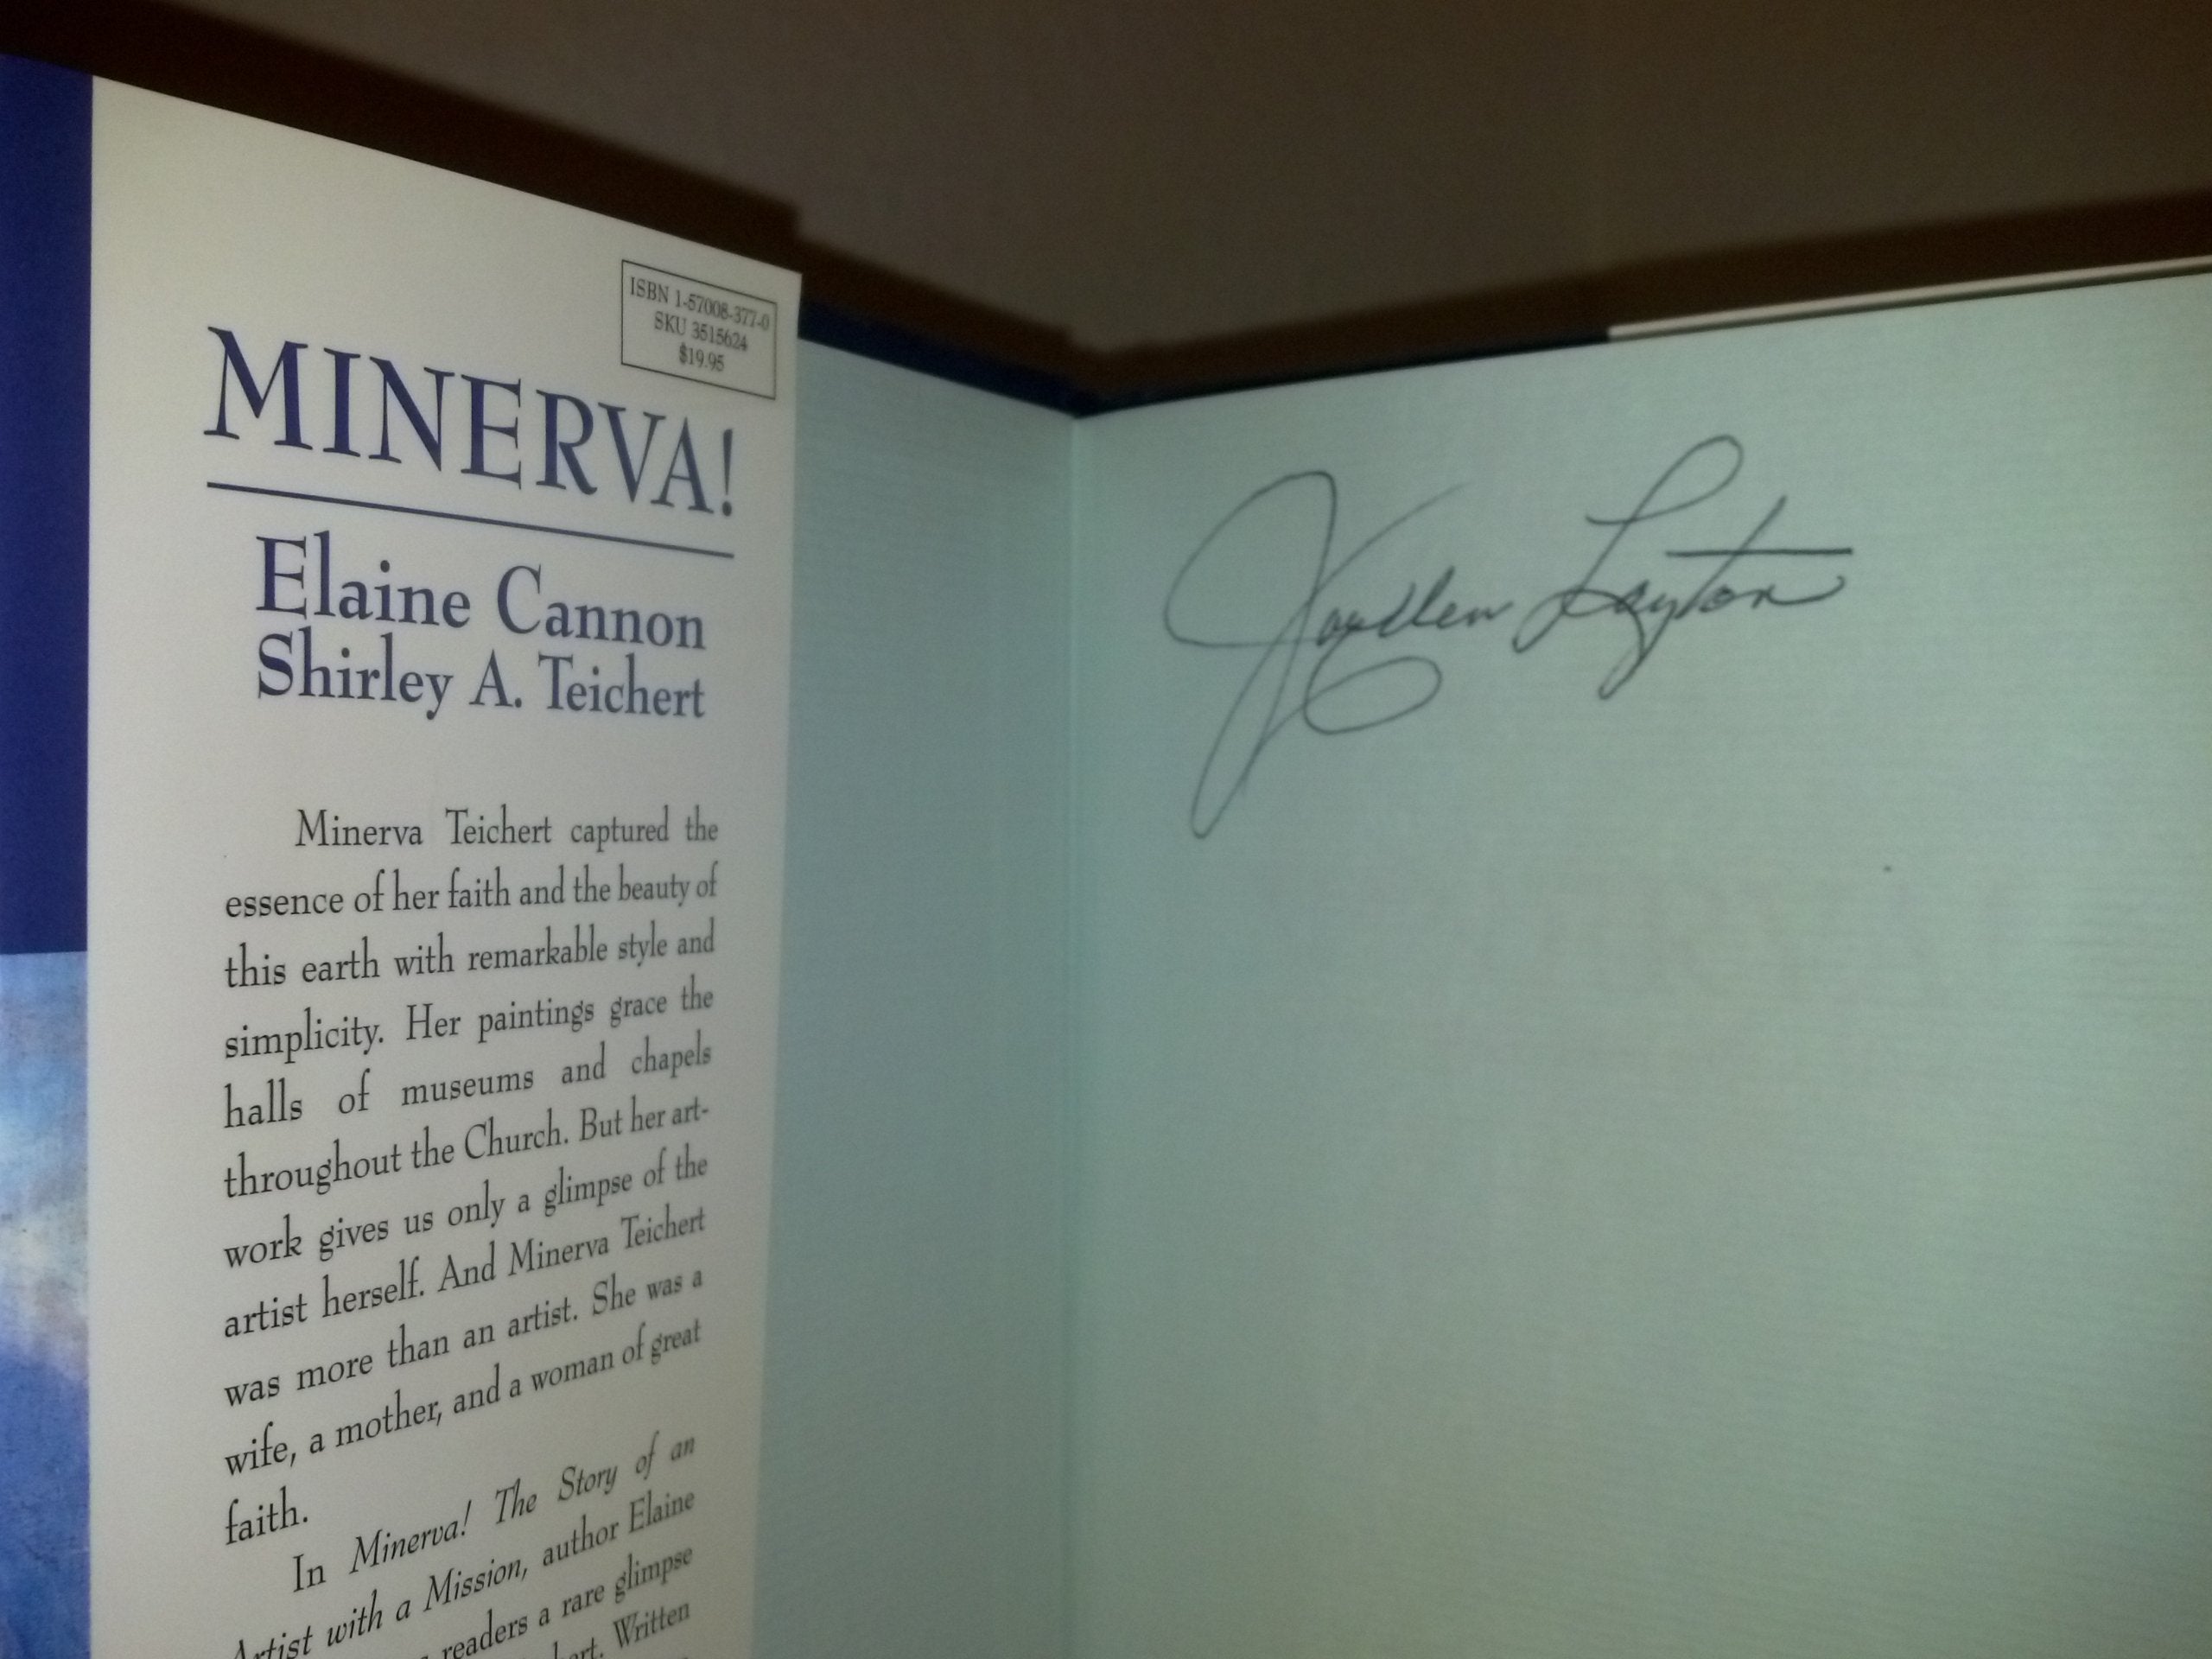 ISBN 1-57008-377-0
SKU 3515624
$19.95
MINERVA!
Elaine Cannon
Shirley A. Teichert
Minerva Teichert captured the
essence of her faith and the beauty of
this earth with remarkable style and
simplicity. Her paintings grace the
halls of museums and chapels
throughout the Church. But her art-
work gives us only a glimpse of the
artist herself. And Minerva Teichert
was more than an artist. She was a
wife, a mother, and a woman of great
faith.
In Minerva! The Story of an
Artist with a Mission, author Elaine
readers a rare glimpse
Written
Layton